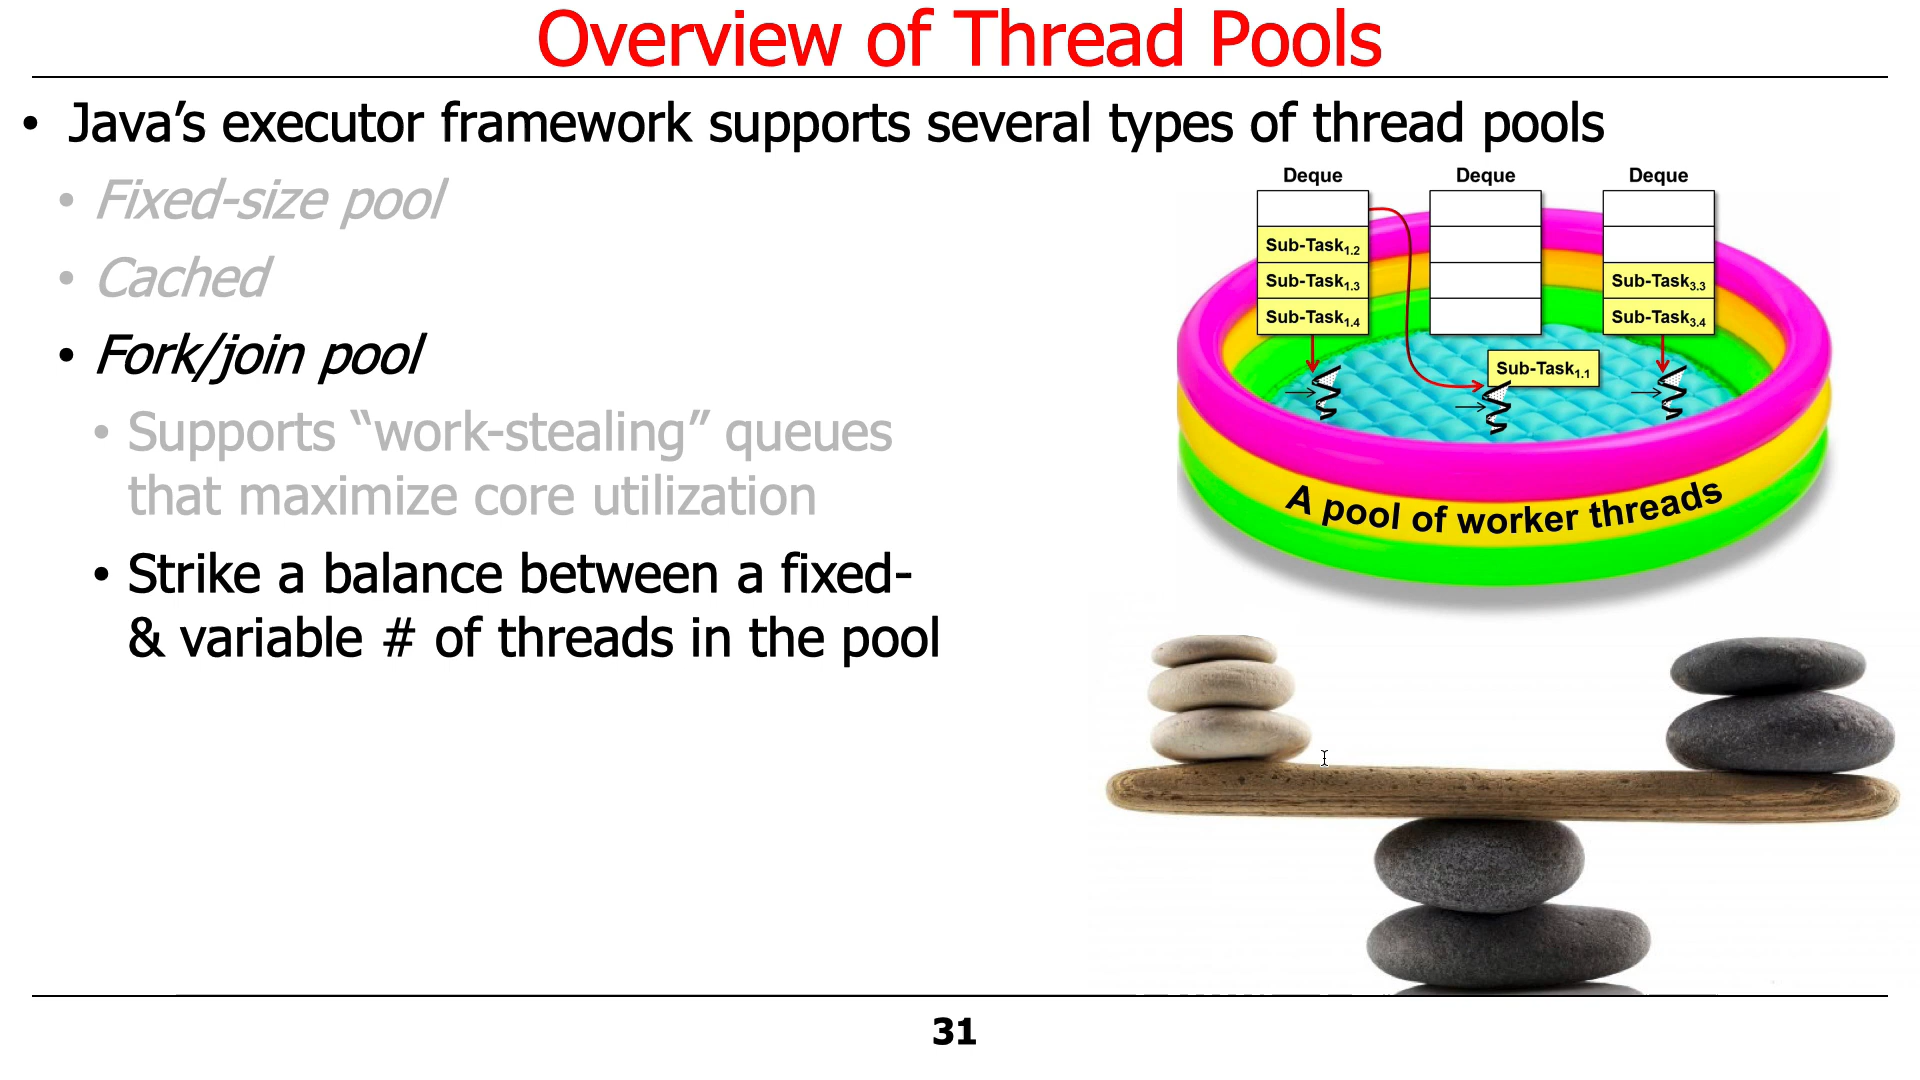 Overview of Thread Pools
• Java’s executor framework supports several types of thread pools
• Fixed-size pool
• Cached
• Fork/join pool
• Supports “work-stealing” queues
that maximize core utilization
• Strike a balance between a fixed-
& variable # of threads in the pool
Deque Deque Deque
Sub-Task1.2
Sub-Task1.3 Sub-Task3.3
Sub-Task1.4 Sub-Task3.4
Sub-Task1.1
A pool of worker threads
31